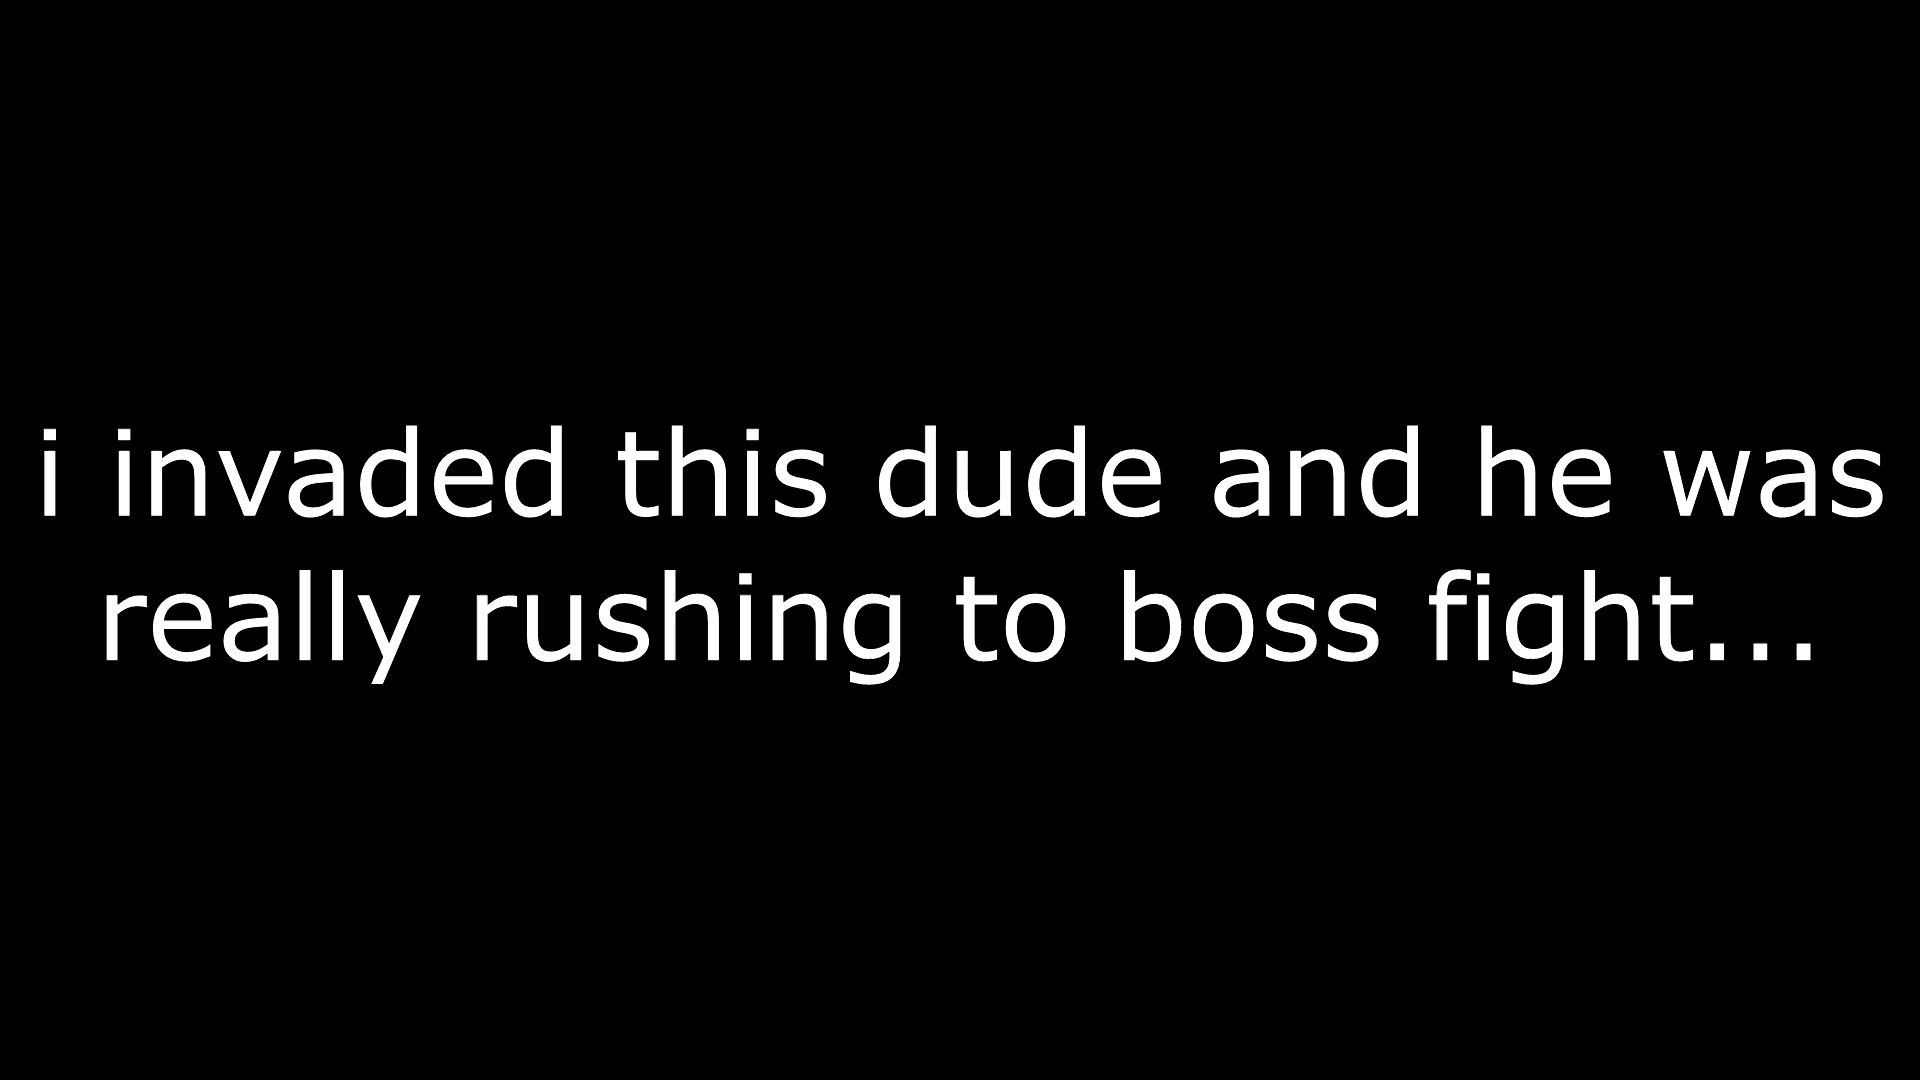 i invaded this dude and he was
really rushing to boss fight...